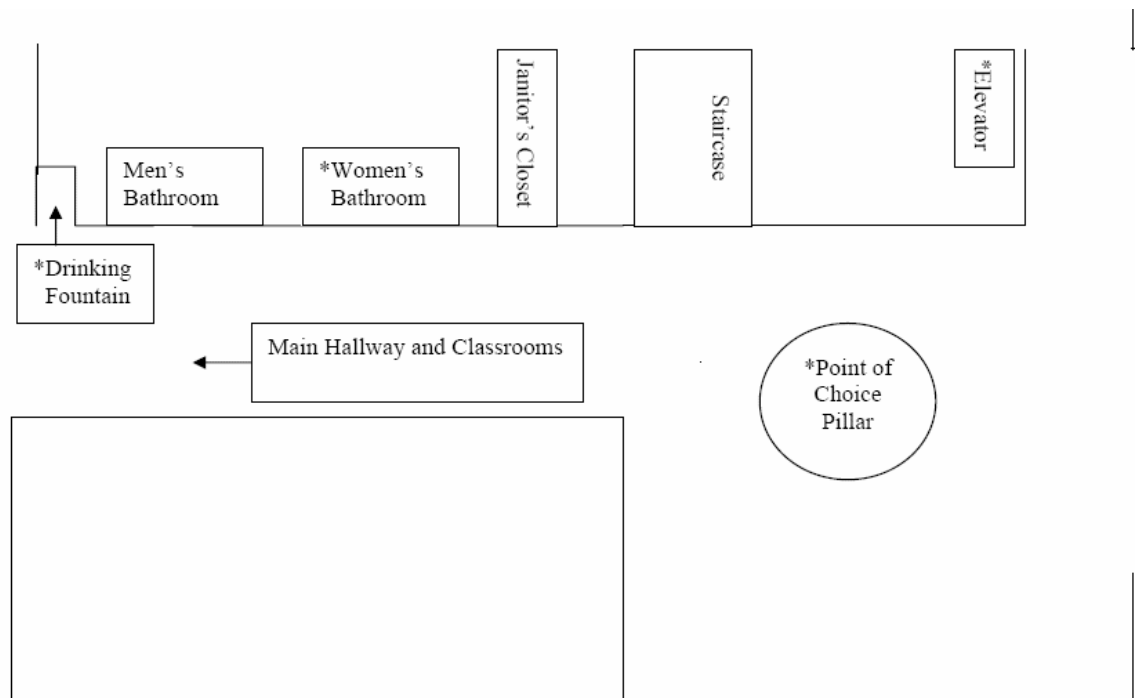 Men's
Bathroom
*Women's
Bathroom
Janitor's Closet
Staircase
*Elevator
*Drinking
Fountain
Main Hallway and Classrooms
*Point of
Choice
Pillar